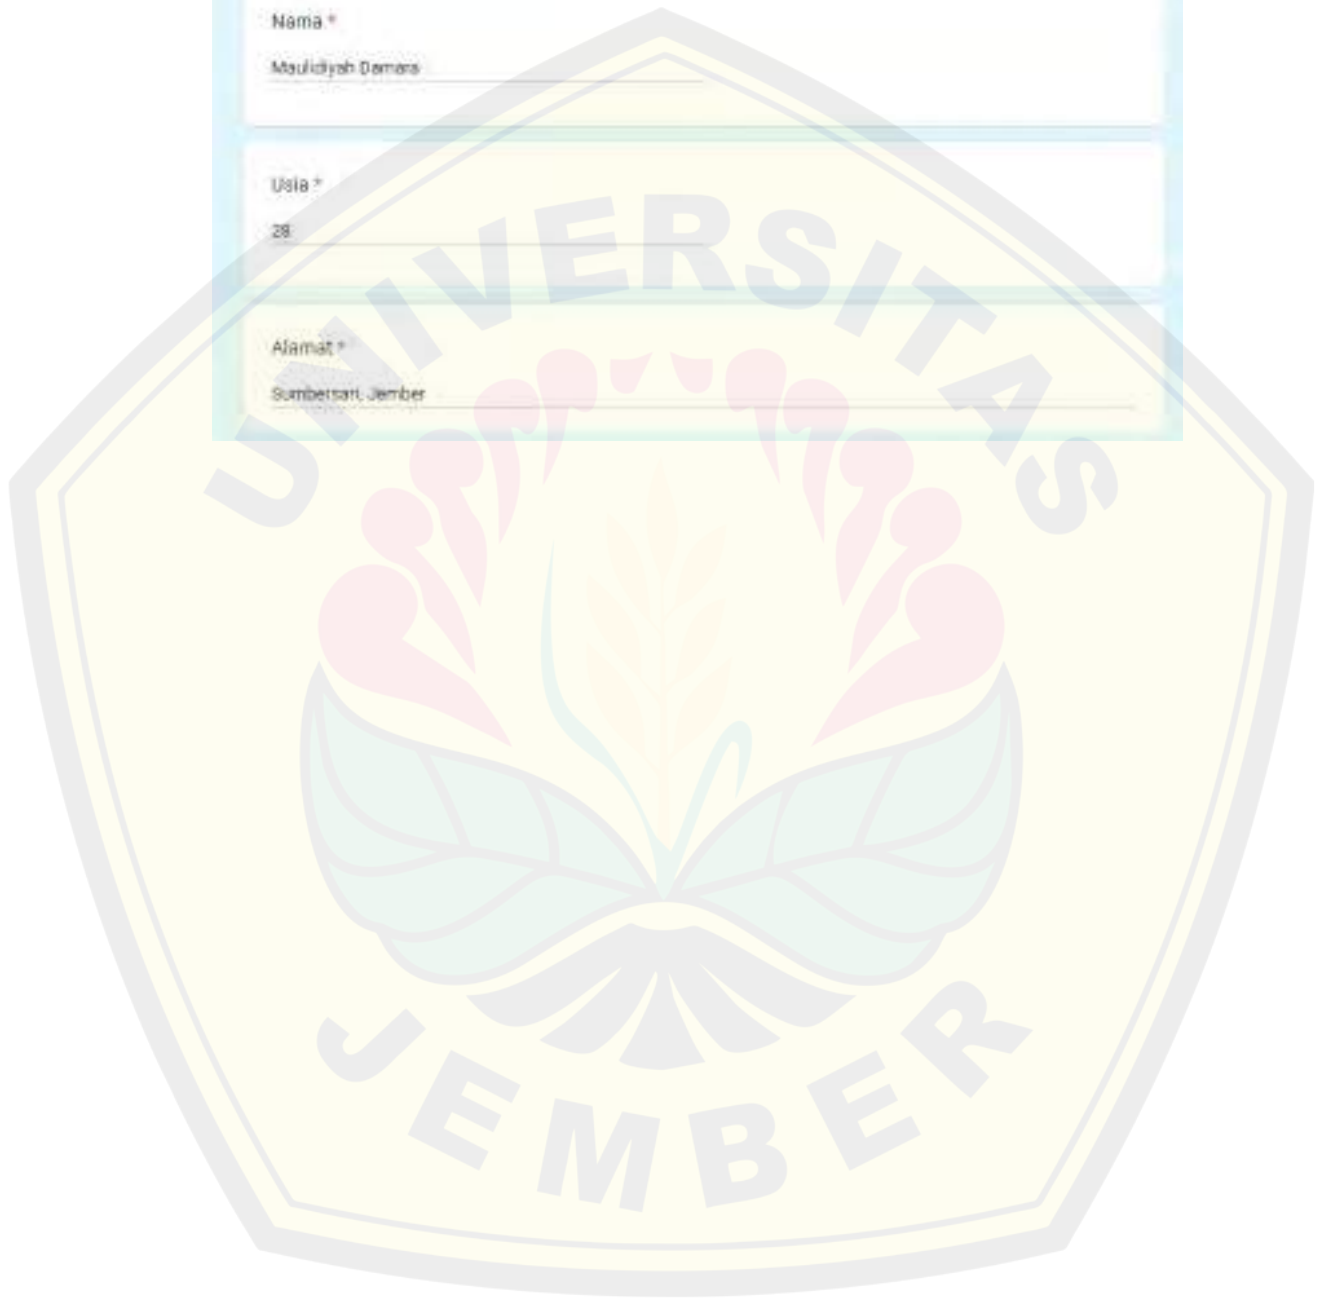 Nama *
Maulidiyah Damara
Usia *
28
Alamat *
Sumbersari, Jember
UNIVERSITAS
JEMBER